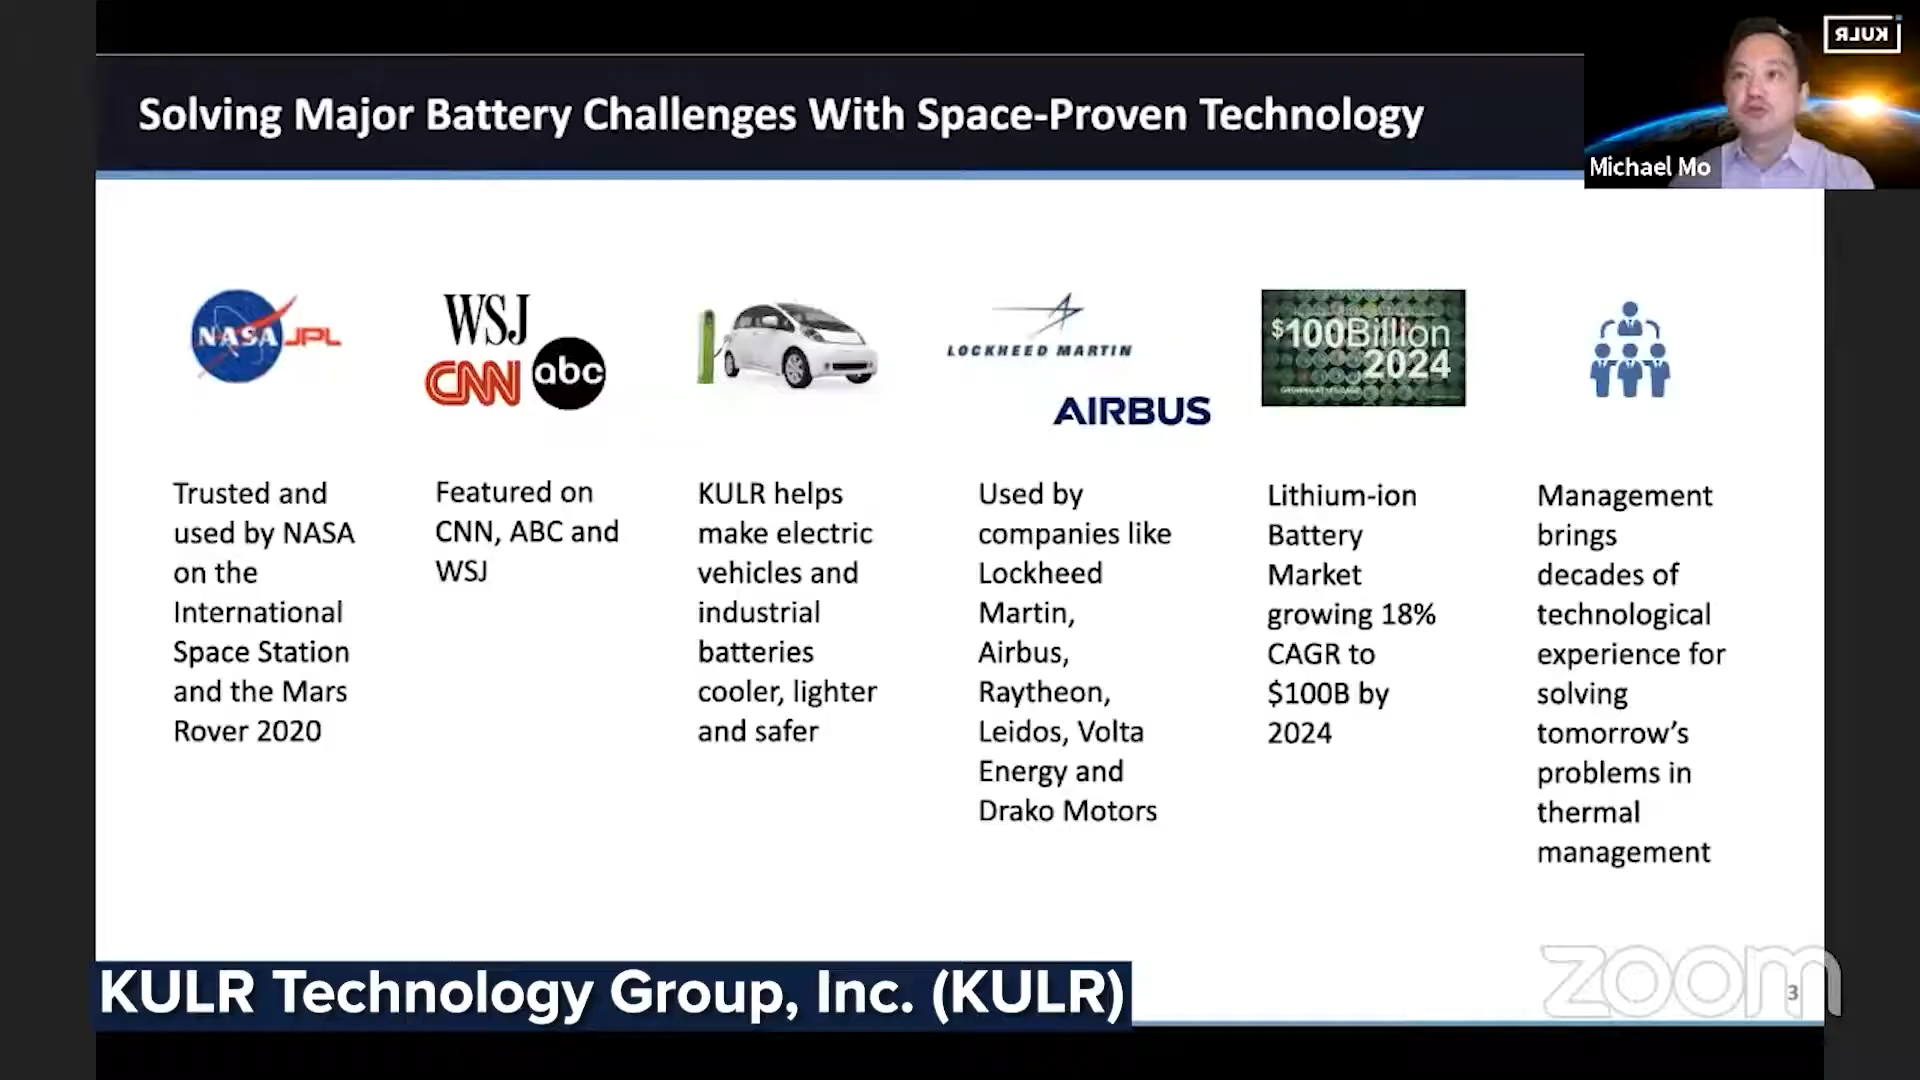 Solving Major Battery Challenges With Space-Proven Technology
KULR
Michael Mo
NASA JPL
WSJ
CNN abc
LOCKHEED MARTIN
AIRBUS
$100Billion
2024
Trusted and
used by NASA
on the
International
Space Station
and the Mars
Rover 2020
Featured on
CNN, ABC and
WSJ
KULR helps
make electric
vehicles and
industrial
batteries
cooler, lighter
and safer
Used by
companies like
Lockheed
Martin,
Airbus,
Raytheon,
Leidos, Volta
Energy and
Drako Motors
Lithium-ion
Battery
Market
growing 18%
CAGR to
$100B by
2024
Management
brings
decades of
technological
experience for
solving
tomorrow’s
problems in
thermal
management
KULR Technology Group, Inc. (KULR)
zoom
3